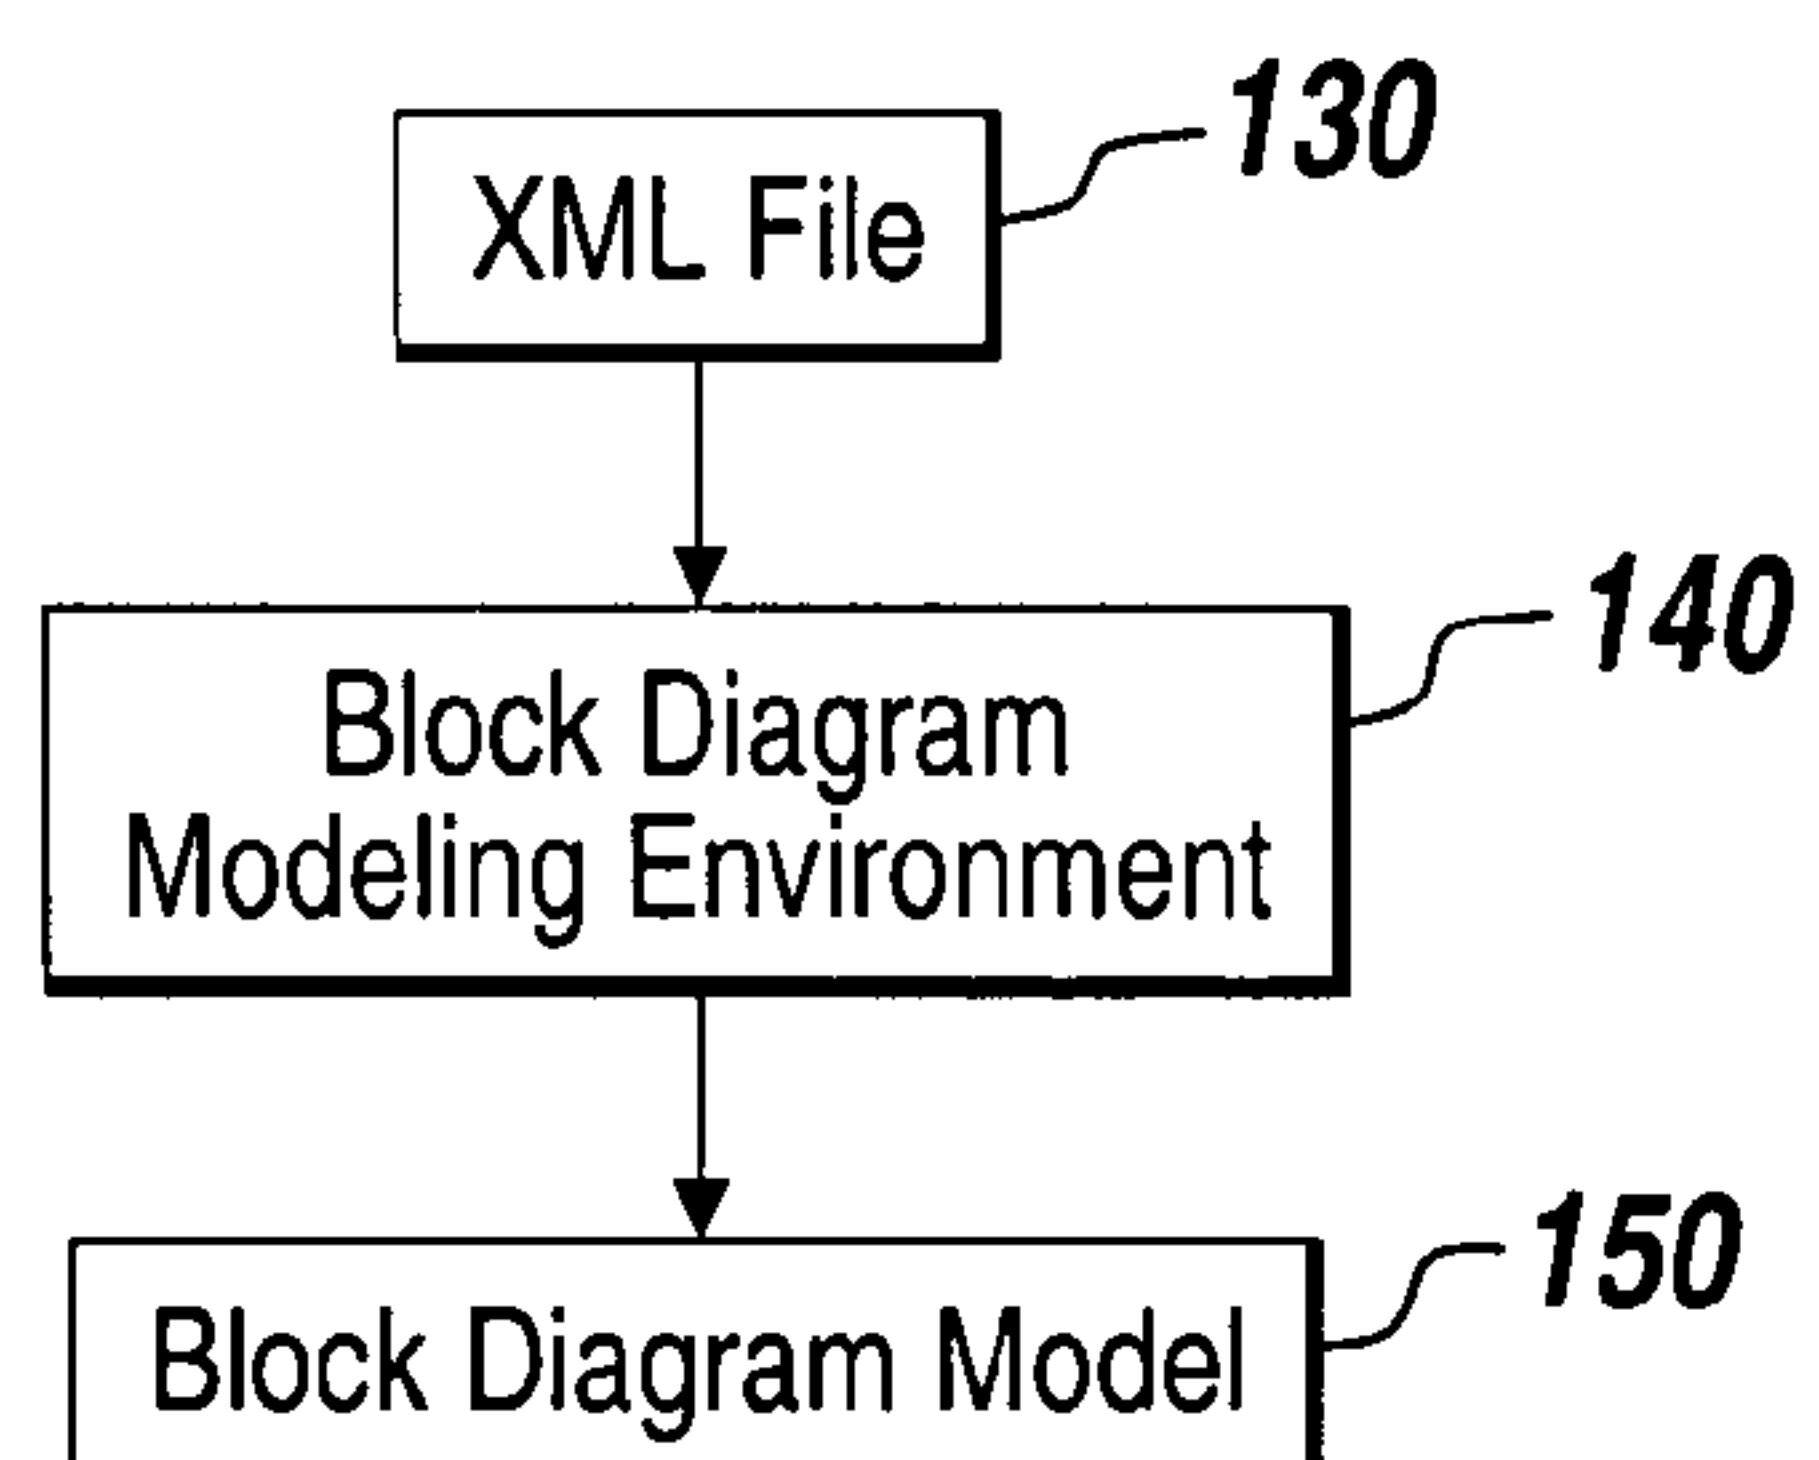 130
XML File
140
Block Diagram
Modeling Environment
150
Block Diagram Model